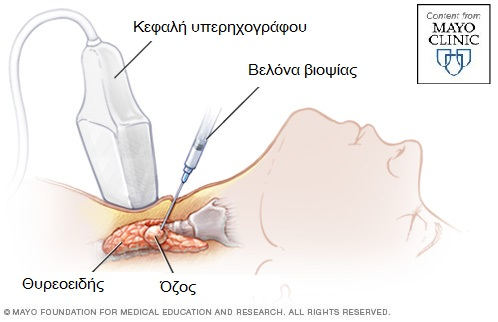 Κεφαλή υπερηχογράφου
Content from
MAYO
CLINIC
Βελόνα βιοψίας
Θυρεοειδής
Όζος
© MAYO FOUNDATION FOR MEDICAL EDUCATION AND RESEARCH. ALL RIGHTS RESERVED.